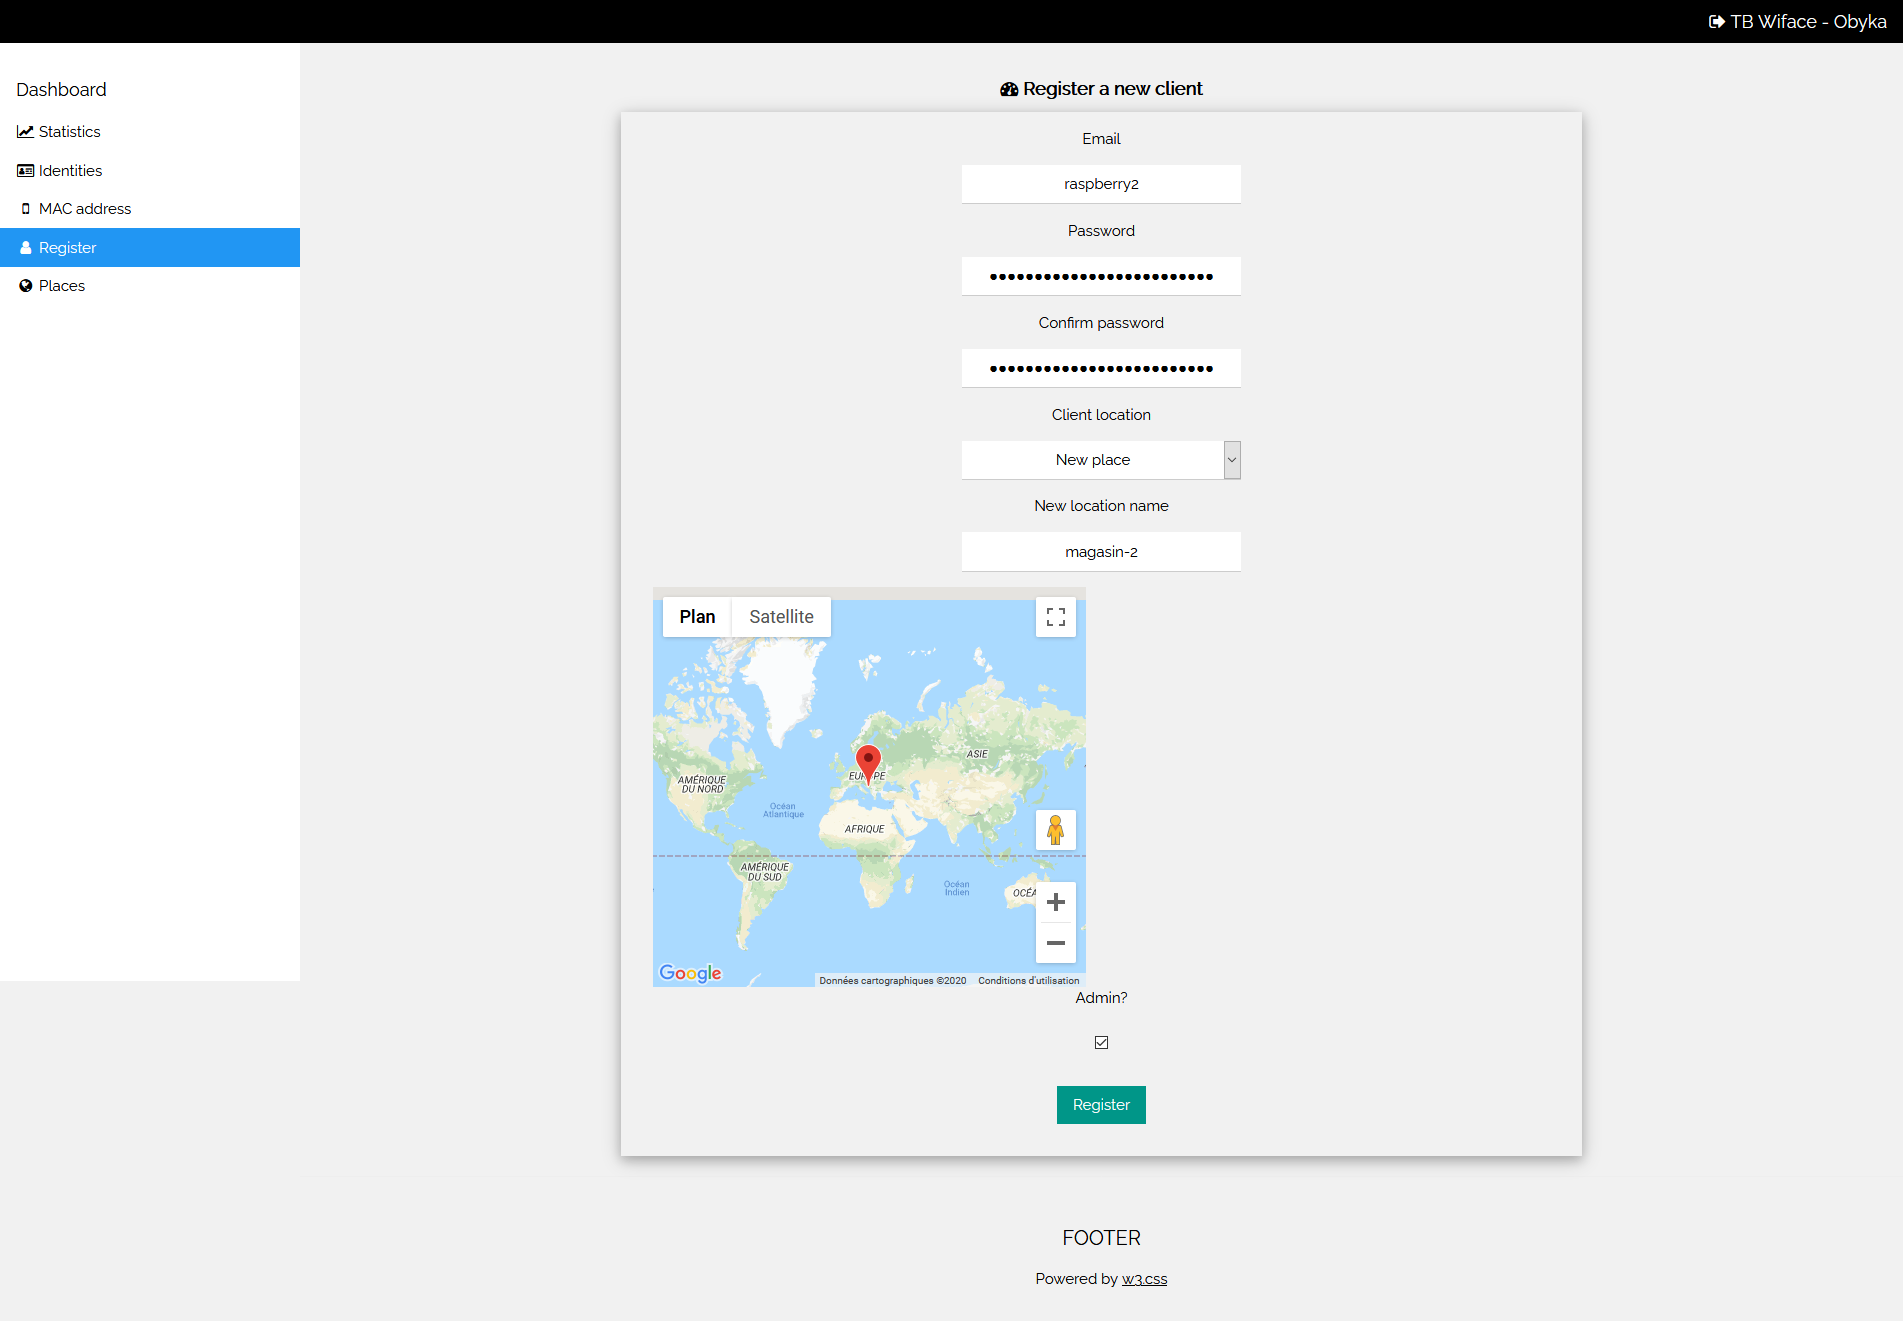 TB Wiface - Obyka
Dashboard
Statistics
Identities
MAC address
Register
Places
Register a new client
Email
raspberry2
Password
•••••••••••••••••••••••••
Confirm password
•••••••••••••••••••••••••
Client location
New place
New location name
magasin-2
Plan Satellite
AMÉRIQUE
DU NORD
Océan
Atlantique
EUROPE
ASIE
AFRIQUE
AMÉRIQUE
DU SUD
Océan
Indien
OCÉA
Google
Données cartographiques ©2020 Conditions d'utilisation
Admin?
Register
FOOTER
Powered by w3.css